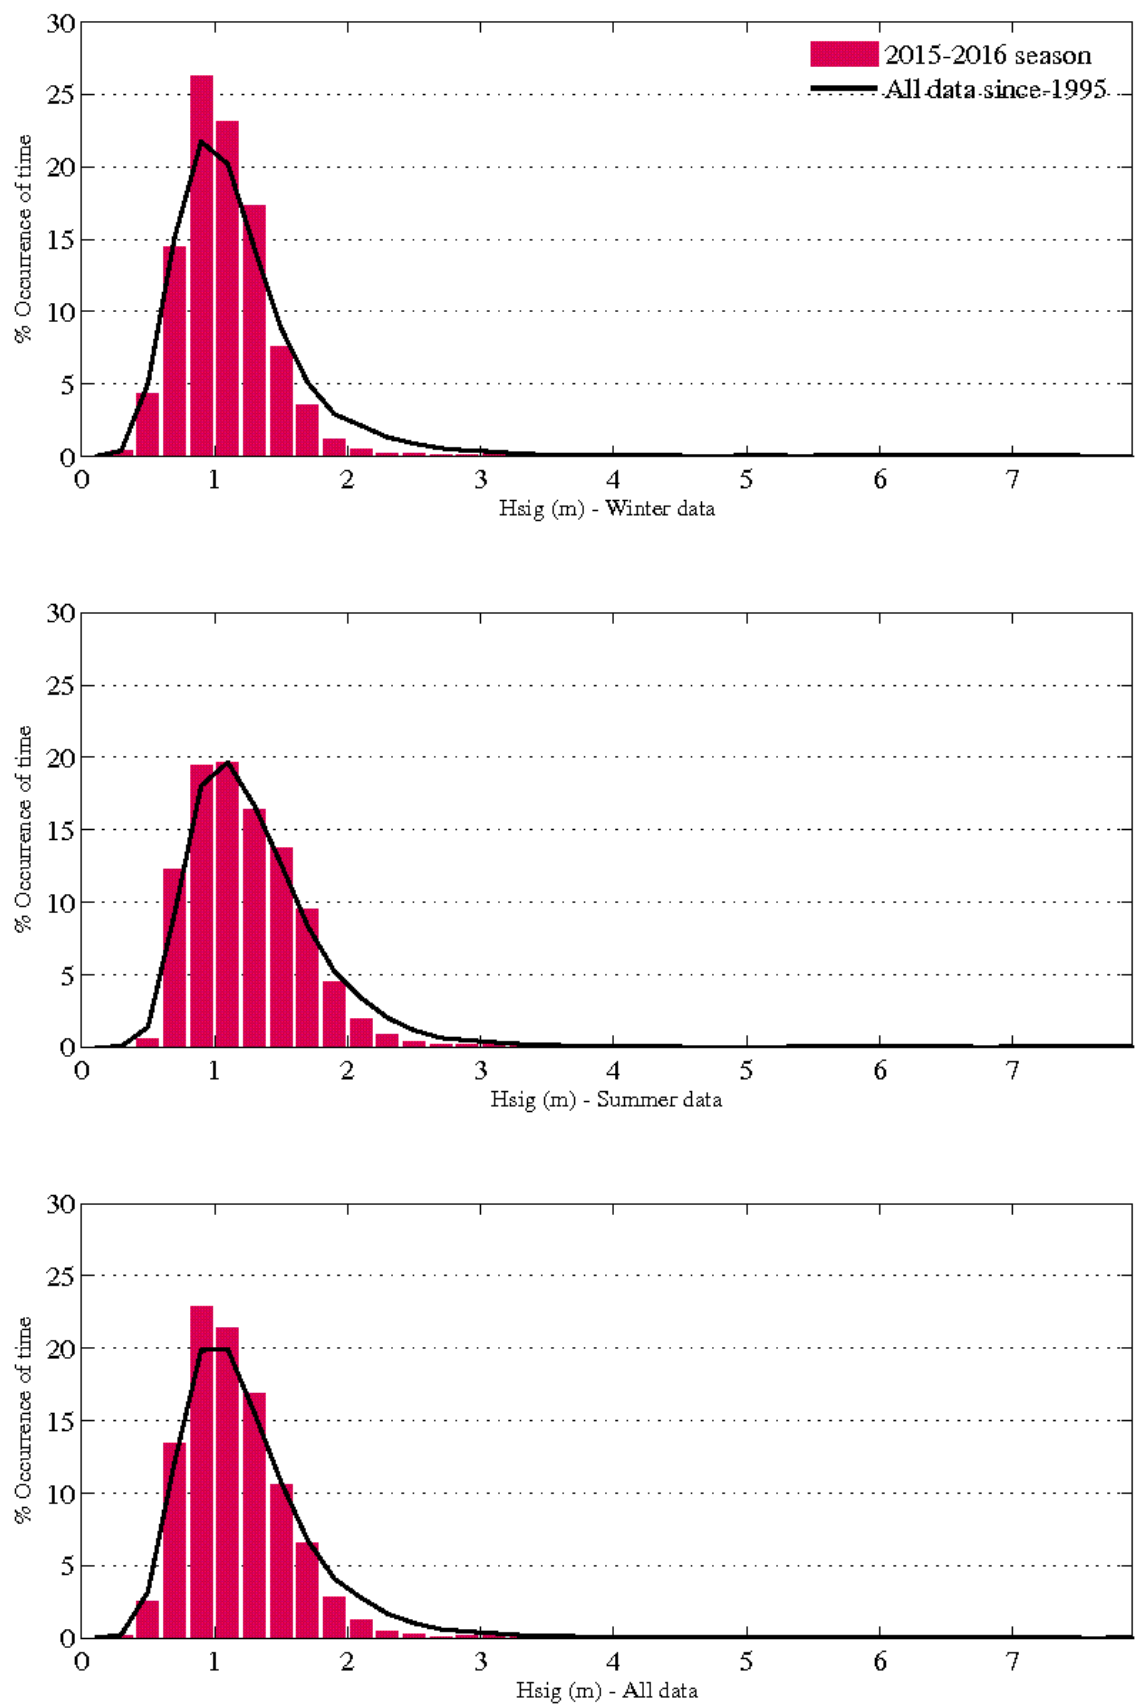 30
25
20
15
10
5
0
% Occurrence of time
2015-2016 season
All data since-1995
0 1 2 3 4 5 6 7
Hsig (m) - Winter data
30
25
20
15
10
5
0
% Occurrence of time
0 1 2 3 4 5 6 7
Hsig (m) - Summer data
30
25
20
15
10
5
0
% Occurrence of time
0 1 2 3 4 5 6 7
Hsig (m) - All data